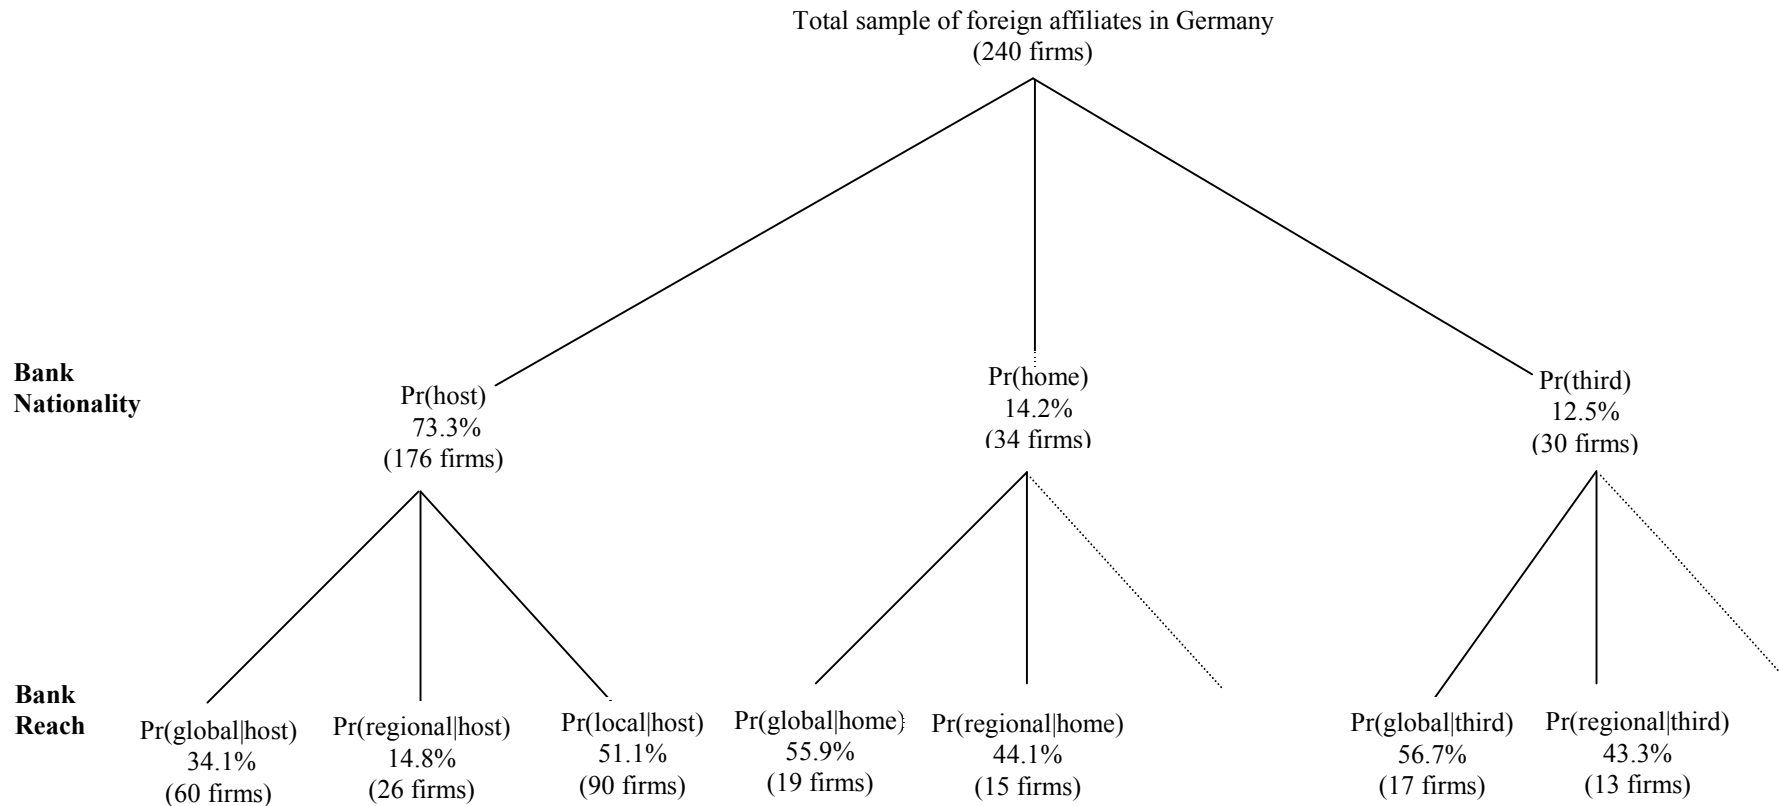 Total sample of foreign affiliates in Germany
(240 firms)
Bank
Nationality
Pr(host)
73.3%
(176 firms)
Pr(home)
14.2%
(34 firms)
Pr(third)
12.5%
(30 firms)
Bank
Reach
Pr(global|host)
34.1%
(60 firms)
Pr(regional|host)
14.8%
(26 firms)
Pr(local|host)
51.1%
(90 firms)
Pr(global|home)
55.9%
(19 firms)
Pr(regional|home)
44.1%
(15 firms)
Pr(global|third)
56.7%
(17 firms)
Pr(regional|third)
43.3%
(13 firms)